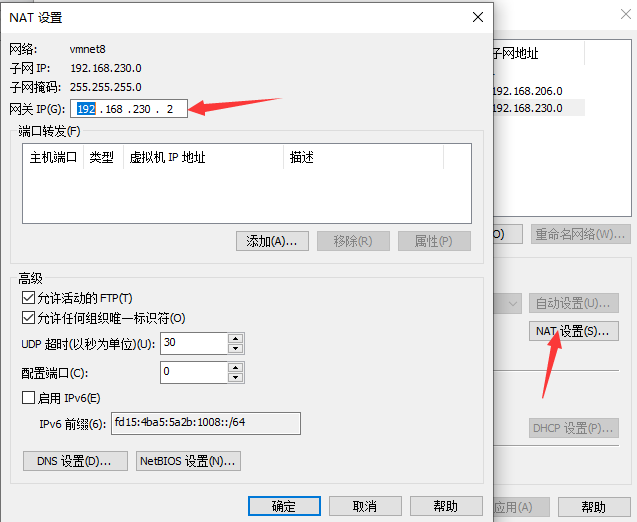 NAT 设置
网络: vmnet8
子网 IP: 192.168.230.0
子网掩码: 255.255.255.0
网关 IP(G): 192 . 168 . 230 . 2
端口转发(F)
主机端口 类型 虚拟机 IP 地址 描述
添加(A)... 移除(R) 属性(P)
高级
允许活动的 FTP(T)
允许任何组织唯一标识符(O)
UDP 超时(以秒为单位)(U): 30
配置端口(C): 0
启用 IPv6(E)
IPv6 前缀(6): fd15:4ba5:5a2b:1008::/64
DNS 设置(D)... NetBIOS 设置(N)...
确定 取消 帮助
子网地址
-
192.168.206.0
192.168.230.0
O) 重命名网络(W)...
自动设置(U)...
NAT 设置(S)...
DHCP 设置(P)...
应用(A) 帮助